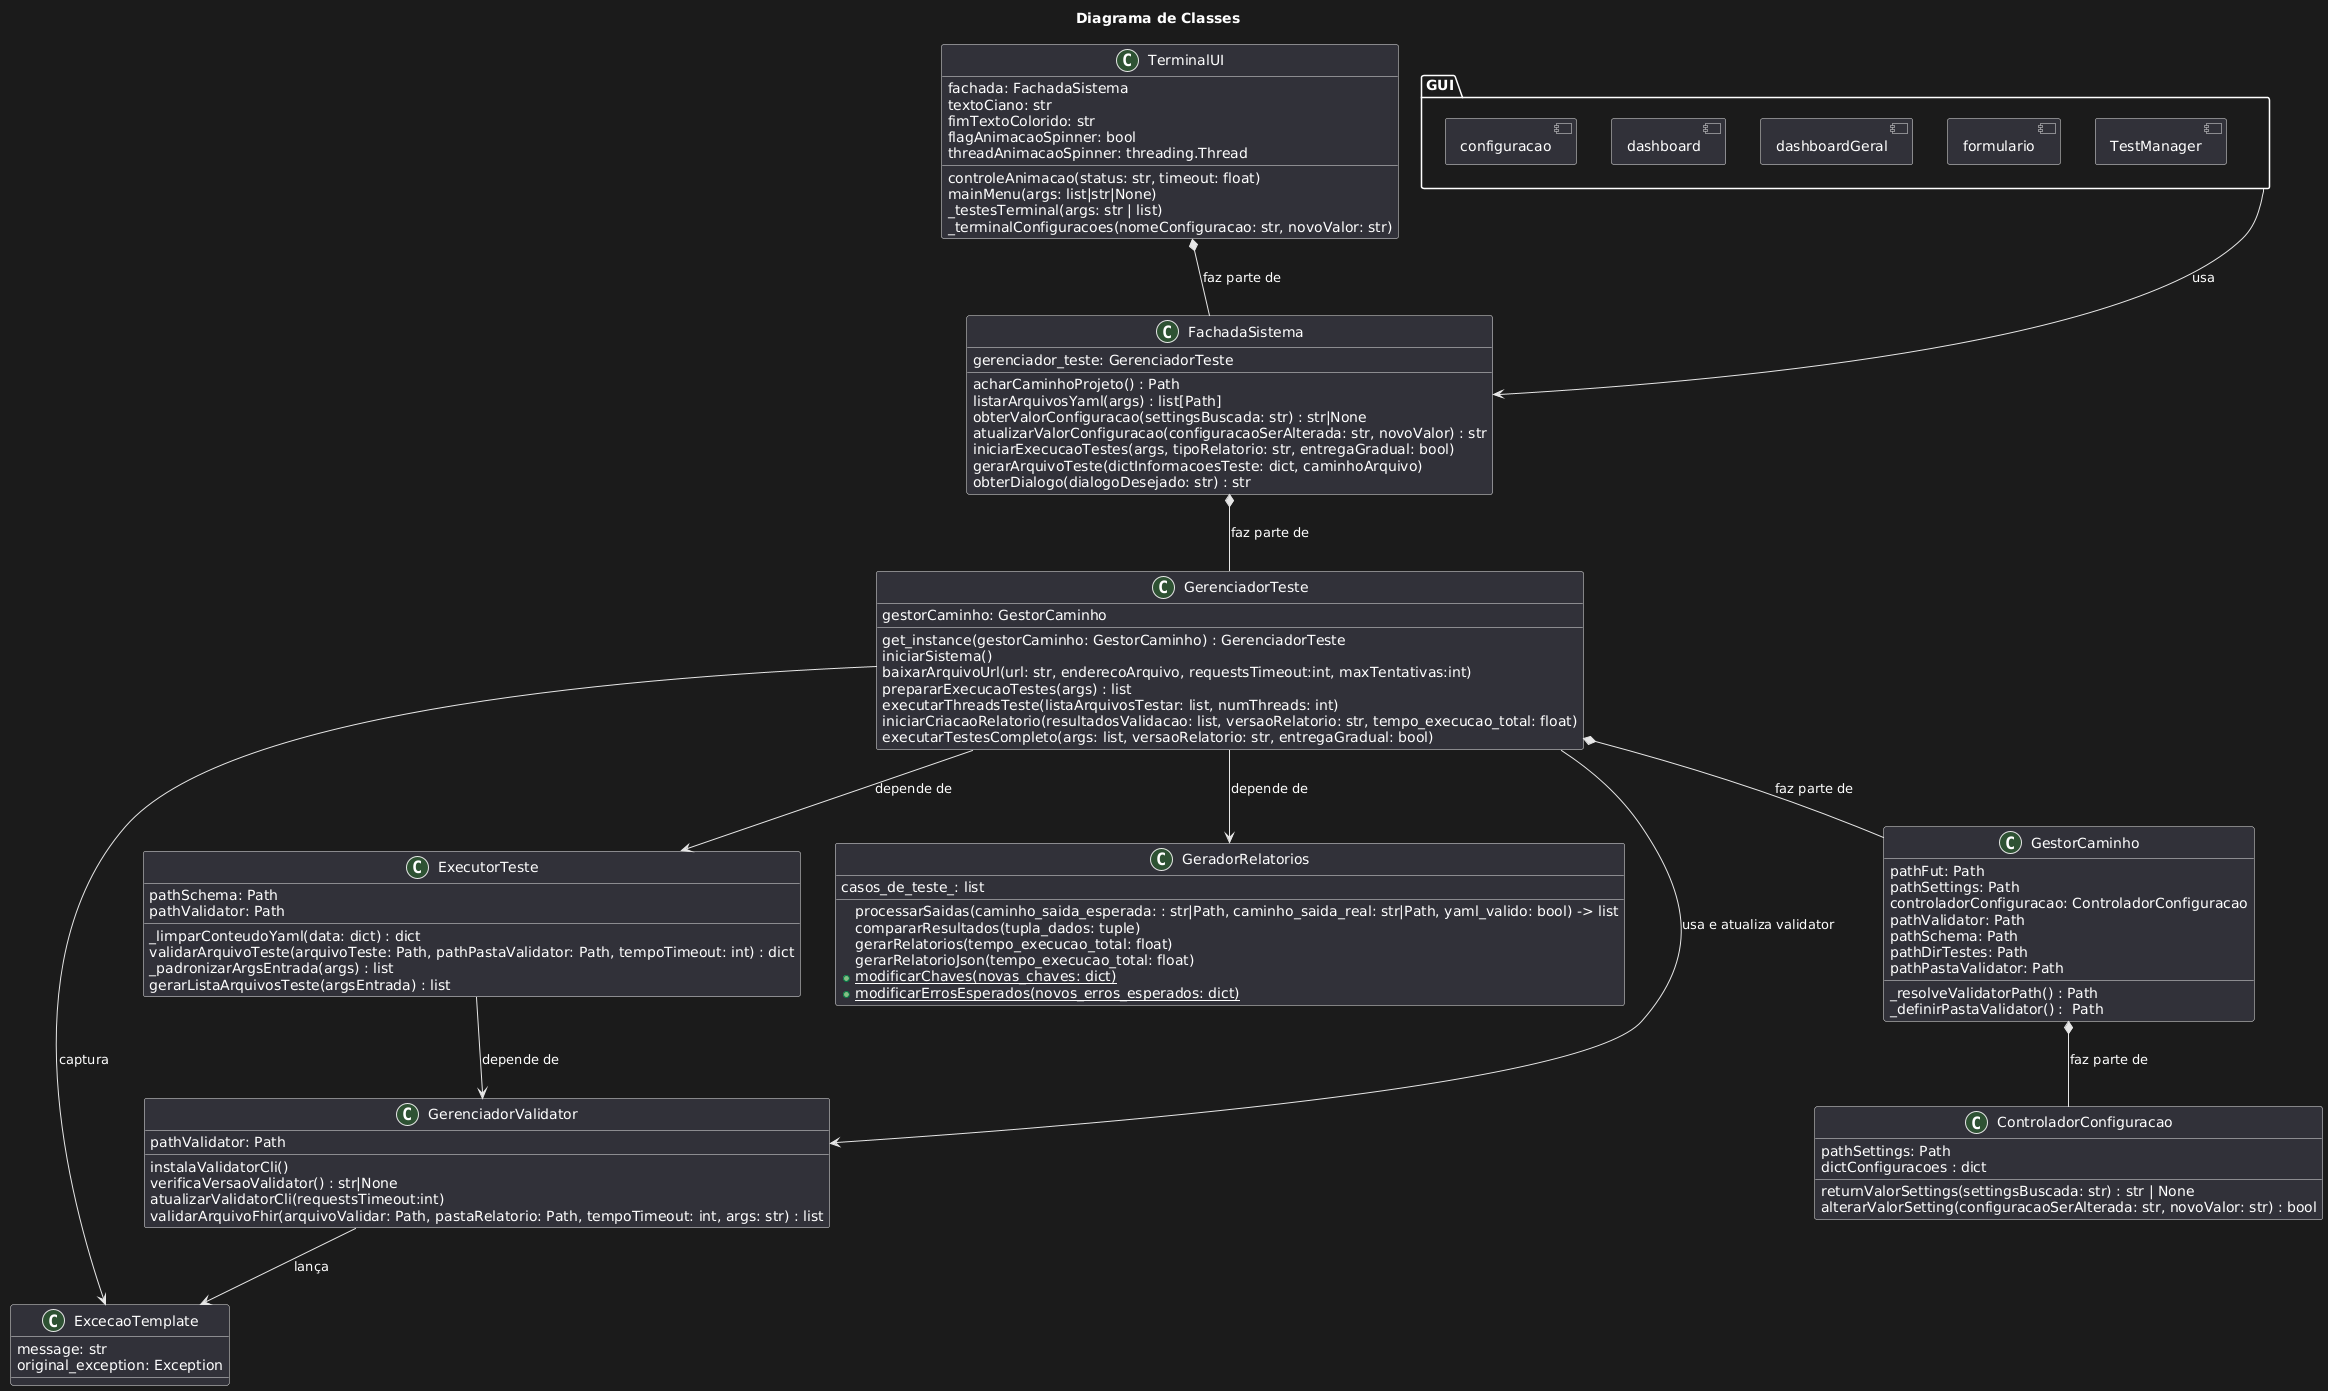 Diagrama de Classes
TerminalUI
fachada: FachadaSistema
textoCiano: str
fimTextoColorido: str
flagAnimacaoSpinner: bool
threadAnimacaoSpinner: threading.Thread
controleAnimacao(status: str, timeout: float)
mainMenu(args: list|str|None)
_testesTerminal(args: str | list)
_terminalConfiguracoes(nomeConfiguracao: str, novoValor: str)
GUI
configuracao
dashboard
dashboardGeral
formulario
TestManager
faz parte de
usa
FachadaSistema
gerenciador_teste: GerenciadorTeste
acharCaminhoProjeto() : Path
listarArquivosYaml(args) : list[Path]
obterValorConfiguracao(settingsBuscada: str) : str|None
atualizarValorConfiguracao(configuracaoSerAlterada: str, novoValor) : str
iniciarExecucaoTestes(args, tipoRelatorio: str, entregaGradual: bool)
gerarArquivoTeste(dictInformacoesTeste: dict, caminhoArquivo)
obterDialogo(dialogoDesejado: str) : str
faz parte de
GerenciadorTeste
gestorCaminho: GestorCaminho
get_instance(gestorCaminho: GestorCaminho) : GerenciadorTeste
iniciarSistema()
baixarArquivoUrl(url: str, enderecoArquivo, requestsTimeout:int, maxTentativas:int)
prepararExecucaoTestes(args) : list
executarThreadsTeste(listaArquivosTestar: list, numThreads: int)
iniciarCriacaoRelatorio(resultadosValidacao: list, versaoRelatorio: str, tempo_execucao_total: float)
executarTestesCompleto(args: list, versaoRelatorio: str, entregaGradual: bool)
depende de
depende de
faz parte de
ExecutorTeste
pathSchema: Path
pathValidator: Path
_limparConteudoYaml(data: dict) : dict
validarArquivoTeste(arquivoTeste: Path, pathPastaValidator: Path, tempoTimeout: int) : dict
_padronizarArgsEntrada(args) : list
gerarListaArquivosTeste(argsEntrada) : list
GeradorRelatorios
casos_de_teste_: list
processarSaidas(caminho_saida_esperada: : str|Path, caminho_saida_real: str|Path, yaml_valido: bool) -> list
compararResultados(tupla_dados: tuple)
gerarRelatorios(tempo_execucao_total: float)
gerarRelatorioJson(tempo_execucao_total: float)
modificarChaves(novas_chaves: dict)
modificarErrosEsperados(novos_erros_esperados: dict)
usa e atualiza validator
GestorCaminho
pathFut: Path
pathSettings: Path
controladorConfiguracao: ControladorConfiguracao
pathValidator: Path
pathSchema: Path
pathDirTestes: Path
pathPastaValidator: Path
_resolveValidatorPath() : Path
_definirPastaValidator() :  Path
captura
depende de
faz parte de
GerenciadorValidator
pathValidator: Path
instalaValidatorCli()
verificaVersaoValidator() : str|None
atualizarValidatorCli(requestsTimeout:int)
validarArquivoFhir(arquivoValidar: Path, pastaRelatorio: Path, tempoTimeout: int, args: str) : list
ControladorConfiguracao
pathSettings: Path
dictConfiguracoes : dict
returnValorSettings(settingsBuscada: str) : str | None
alterarValorSetting(configuracaoSerAlterada: str, novoValor: str) : bool
lança
ExcecaoTemplate
message: str
original_exception: Exception